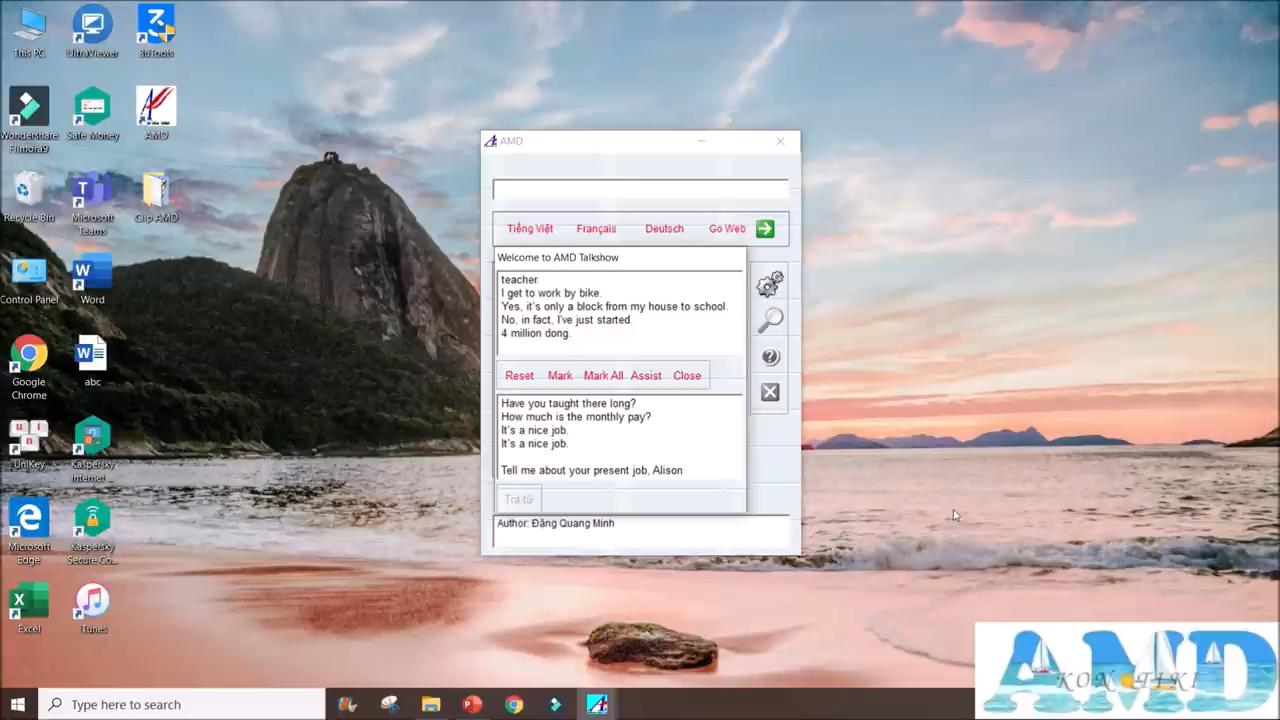 This PC
UltraViewer
3uTools
Wondershare
Filmora9
Safe Money
AMD
Recycle Bin
Microsoft
Teams
Clip AMD
Control Panel
Word
Google
Chrome
abc
UniKey
Kaspersky
Internet ...
Microsoft
Edge
Kaspersky
Secure Co...
Excel
iTunes
AMD
Tiếng Việt Français Deutsch Go Web
Welcome to AMD Talkshow
teacher.
I get to work by bike.
Yes, it's only a block from my house to school.
No, in fact, I've just started.
4 million dong.
Reset Mark Mark All Assist Close
Have you taught there long?
How much is the monthly pay?
It's a nice job.
It's a nice job.
Tell me about your present job, Alison
Tra từ
Author: Đặng Quang Minh
Type here to search
AMD
KON TIKI